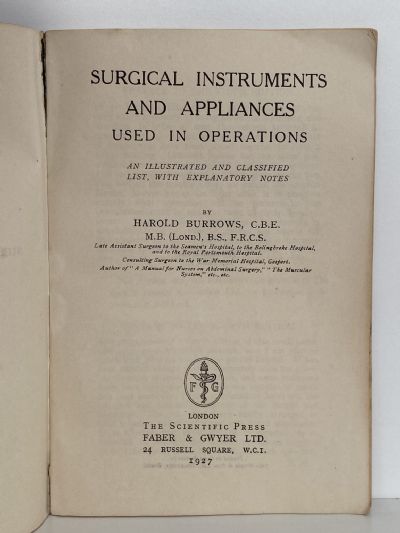 SURGICAL INSTRUMENTS
AND APPLIANCES
USED IN OPERATIONS
AN ILLUSTRATED AND CLASSIFIED
LIST, WITH EXPLANATORY NOTES
BY
HAROLD BURROWS, C.B.E.
M.B. (LOND.), B.S., F.R.C.S.
Late Assistant Surgeon to the Seamen's Hospital, to the Bolingbroke Hospital,
and to the Royal Portsmouth Hospital.
Consulting Surgeon to the War Memorial Hospital, Gosport.
Author of "A Manual for Nurses on Abdominal Surgery," "The Muscular
System," etc., etc.
F G
LONDON
THE SCIENTIFIC PRESS
FABER & GWYER LTD.
24 RUSSELL SQUARE, W.C.1.
1927